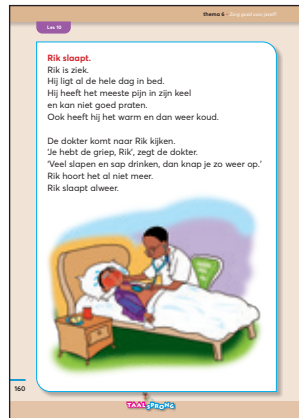 thema 6 - Zorg goed voor jezelf!
Les 10
Rik slaapt.
Rik is ziek.
Hij ligt al de hele dag in bed.
Hij heeft het meeste pijn in zijn keel
en kan niet goed praten.
Ook heeft hij het warm en dan weer koud.
De dokter komt naar Rik kijken.
'Je hebt de griep, Rik', zegt de dokter.
'Veel slapen en sap drinken, dan knap je zo weer op.'
Rik hoort het al niet meer.
Rik slaapt alweer.
160
TAALSPRONG